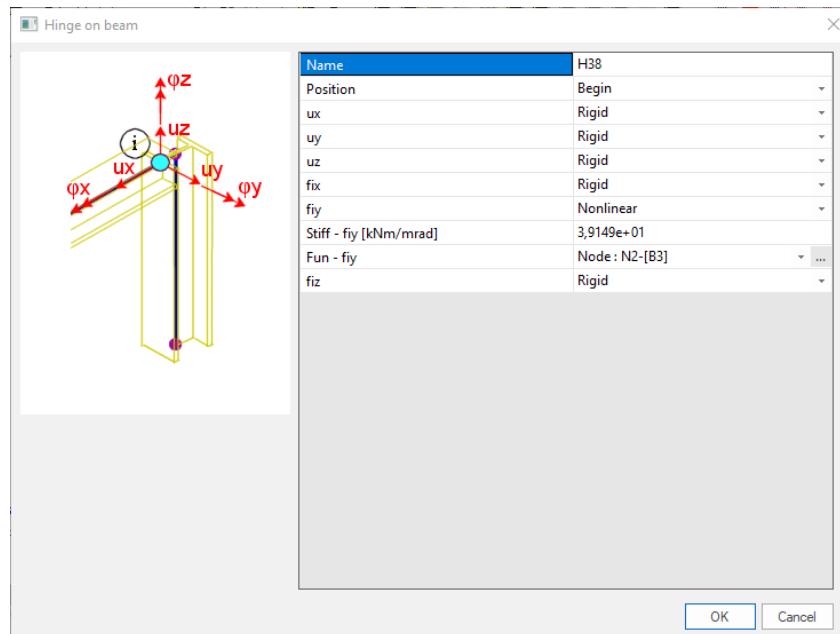 Hinge on beam
φz
uz
i
ux
uy
φx
φy
Name H38
Position Begin
ux Rigid
uy Rigid
uz Rigid
fix Rigid
fiy Nonlinear
Stiff - fiy [kNm/mrad] 3,9149e+01
Fun - fiy Node : N2-[B3] ...
fiz Rigid
OK Cancel